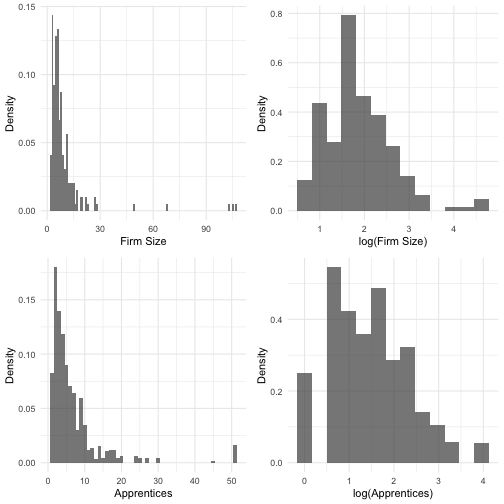 0.15
0.10
0.05
0.00
Density
0 30 60 90
Firm Size
0.8
0.6
0.4
0.2
0.0
Density
1 2 3 4
log(Firm Size)
0.15
0.10
0.05
0.00
Density
0 10 20 30 40 50
Apprentices
0.4
0.2
0.0
Density
0 1 2 3 4
log(Apprentices)